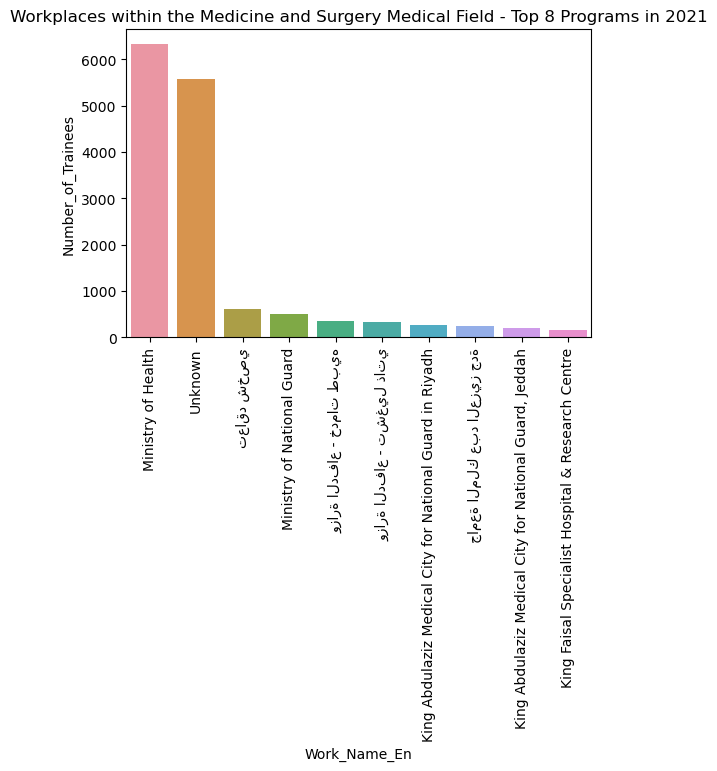 Workplaces within the Medicine and Surgery Medical Field - Top 8 Programs in 2021
Number_of_Trainees
6000
5000
4000
3000
2000
1000
0
Ministry of Health
Unknown
تعاقد شخصي
Ministry of National Guard
وزارة الدفاع - خدمات طبيه
وزارة الدفاع - تشغيل ذاتي
King Abdulaziz Medical City for National Guard in Riyadh
جامعة الملك عبد العزيز جدة
King Abdulaziz Medical City for National Guard, Jeddah
King Faisal Specialist Hospital & Research Centre
Work_Name_En